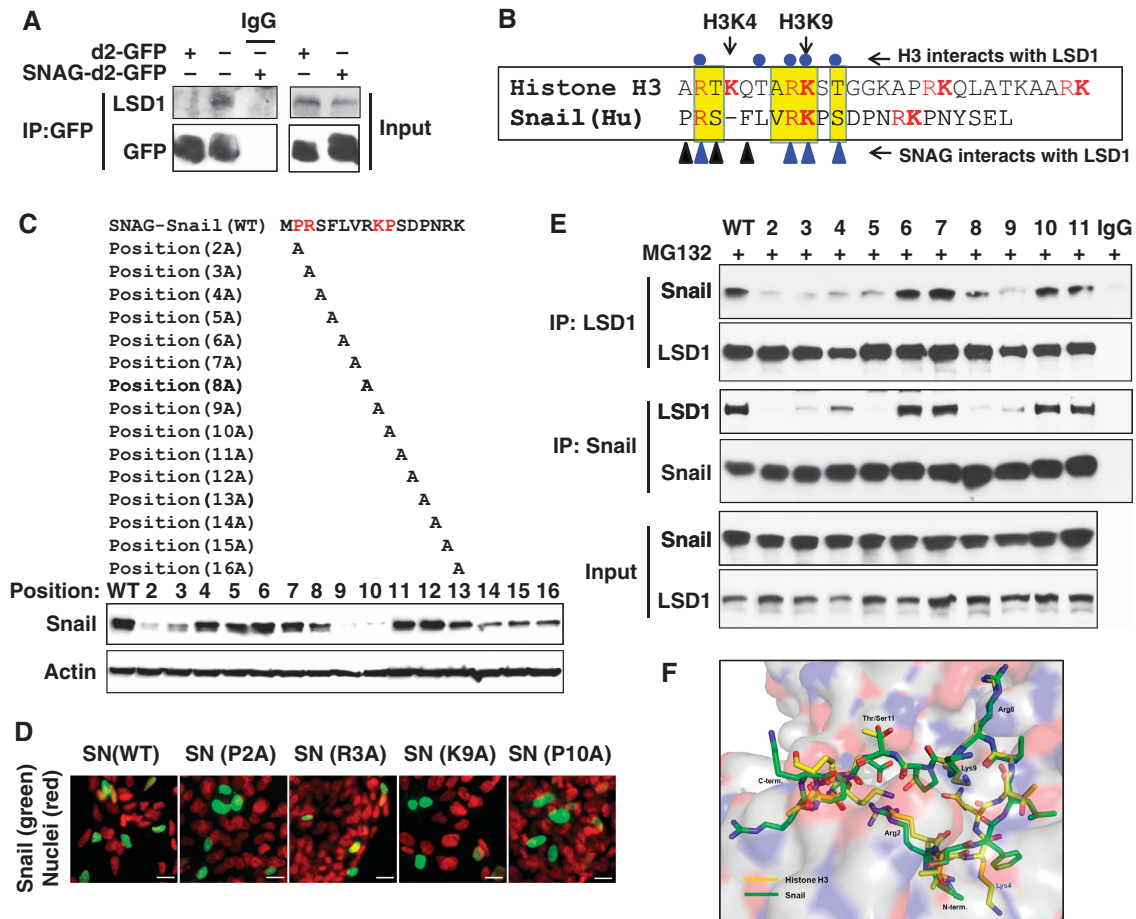 A
IgG
d2-GFP + – – + –
SNAG-d2-GFP – – + – +
LSD1
IP:GFP
GFP
Input
B
H3K4 H3K9
H3 interacts with LSD1
Histone H3 ARTKQTARKSTGGKAPRKQLATKAARK
Snail(Hu) PRS–FLVRKPSDPNRKPNYSEL
SNAG interacts with LSD1
C
SNAG-Snail(WT) MPRSFLVRKPSDPNRK
Position(2A) A
Position(3A) A
Position(4A) A
Position(5A) A
Position(6A) A
Position(7A) A
Position(8A) A
Position(9A) A
Position(10A) A
Position(11A) A
Position(12A) A
Position(13A) A
Position(14A) A
Position(15A) A
Position(16A) A
Position: WT 2 3 4 5 6 7 8 9 10 11 12 13 14 15 16
Snail
Actin
D
SN(WT) SN (P2A) SN (R3A) SN (K9A) SN (P10A)
Snail (green)
Nuclei (red)
E
WT 2 3 4 5 6 7 8 9 10 11 IgG
MG132 + + + + + + + + + + + +
Snail
IP: LSD1
LSD1
LSD1
IP: Snail
Snail
Snail
Input
LSD1
F
Arg8
Thr/Ser11
Lys9
C-term.
Arg2
Histone H3
Lys4
Snail
N-term.